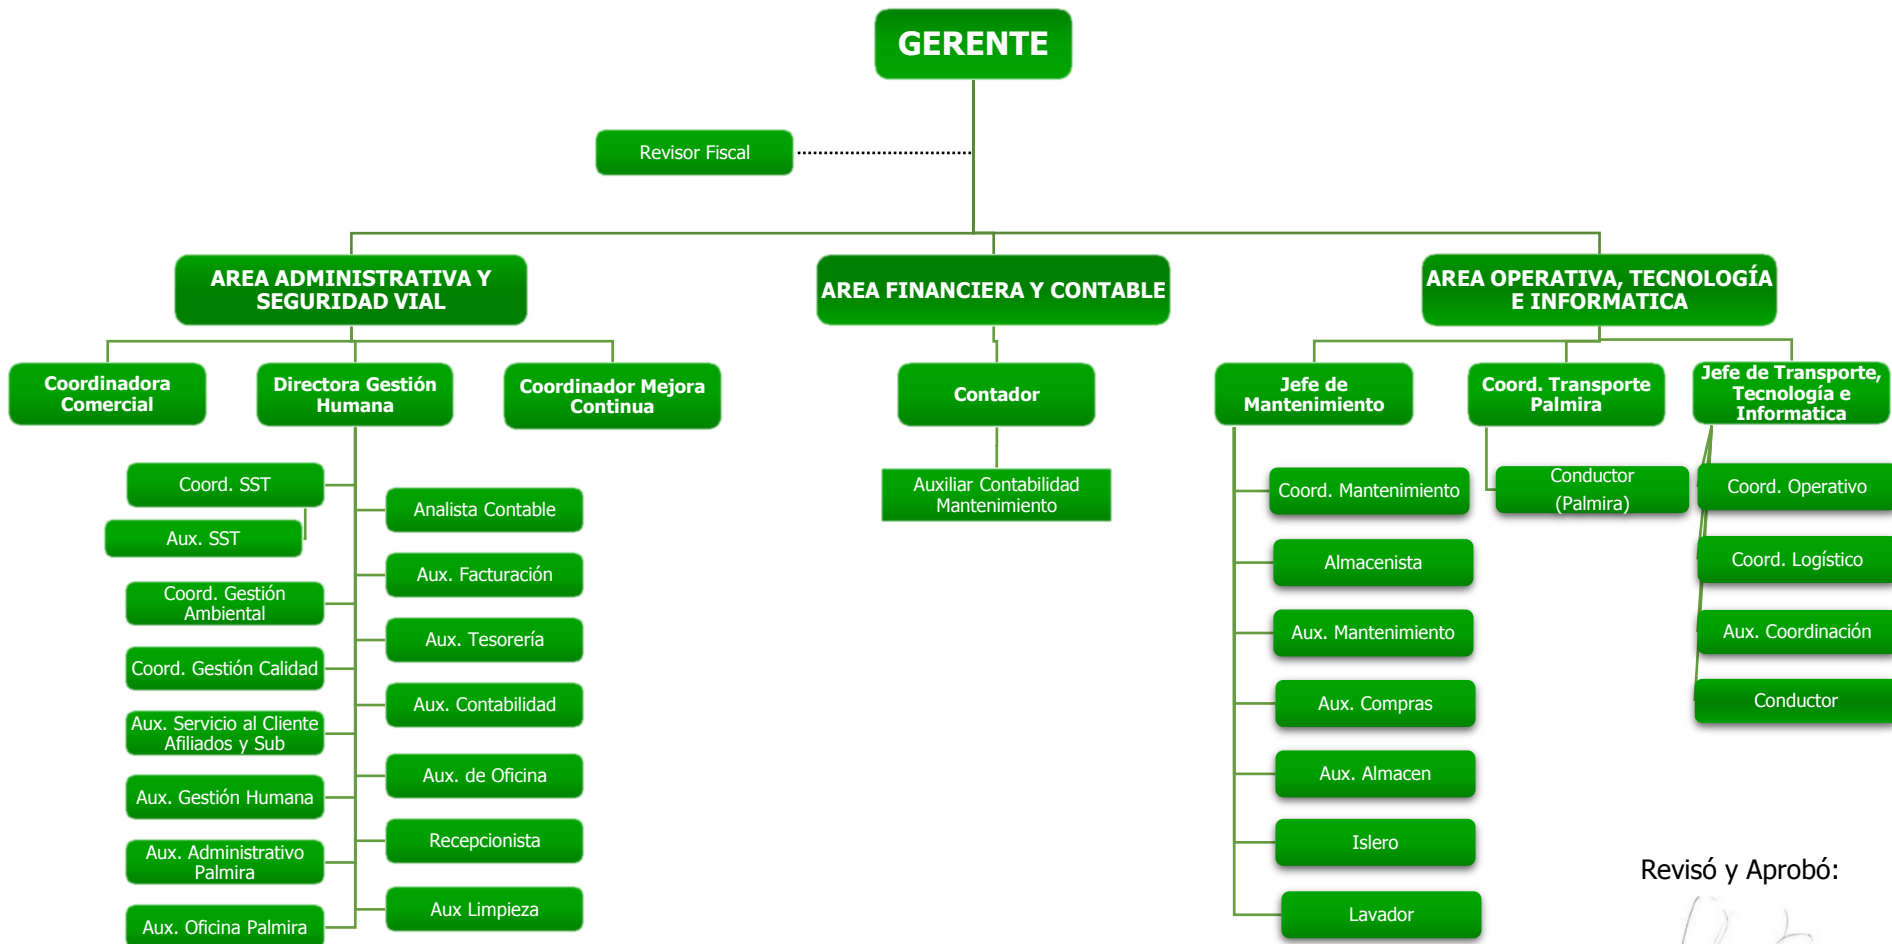 GERENTE
Revisor Fiscal
AREA ADMINISTRATIVA Y
SEGURIDAD VIAL
AREA FINANCIERA Y CONTABLE
AREA OPERATIVA, TECNOLOGÍA
E INFORMATICA
Coordinadora
Comercial
Directora Gestión
Humana
Coordinador Mejora
Continua
Contador
Jefe de
Mantenimiento
Coord. Transporte
Palmira
Jefe de Transporte,
Tecnología e
Informatica
Coord. SST
Aux. SST
Coord. Gestión
Ambiental
Coord. Gestión Calidad
Aux. Servicio al Cliente
Afiliados y Sub
Aux. Gestión Humana
Aux. Administrativo
Palmira
Aux. Oficina Palmira
Analista Contable
Aux. Facturación
Aux. Tesorería
Aux. Contabilidad
Aux. de Oficina
Recepcionista
Aux Limpieza
Auxiliar Contabilidad
Mantenimiento
Coord. Mantenimiento
Almacenista
Aux. Mantenimiento
Aux. Compras
Aux. Almacen
Islero
Lavador
Conductor
(Palmira)
Coord. Operativo
Coord. Logístico
Aux. Coordinación
Conductor
Revisó y Aprobó: